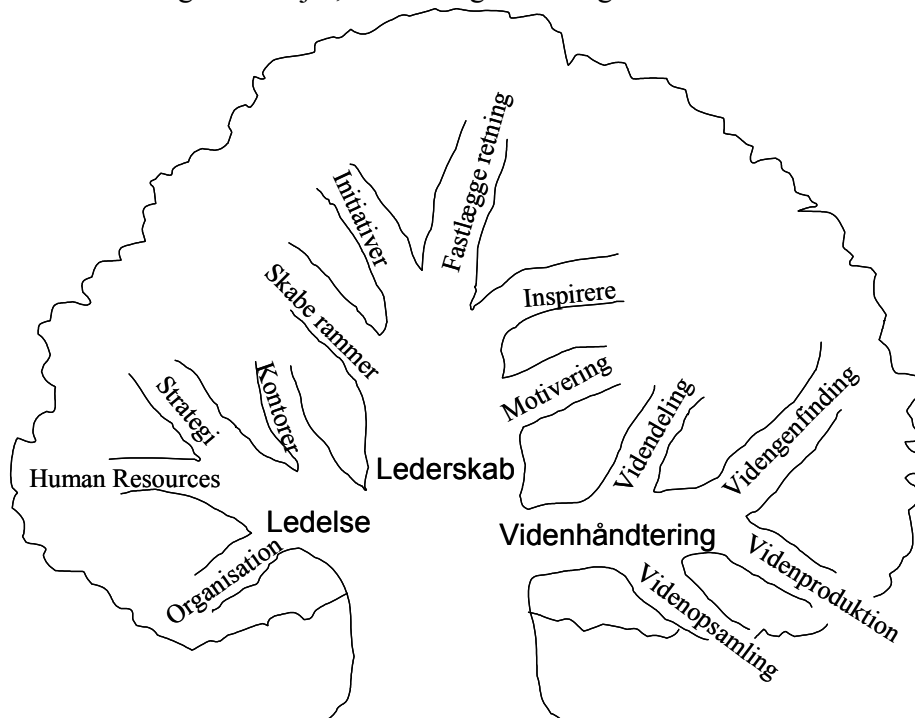 Fastlægge retning
Initiativer
Skabe rammer
Inspirere
Motivering
Strategi
Kontorer
Videndeling
Videngenfinding
Human Resources
Lederskab
Ledelse
Videnhåndtering
Organisation
Videnproduktion
Videnopsamling